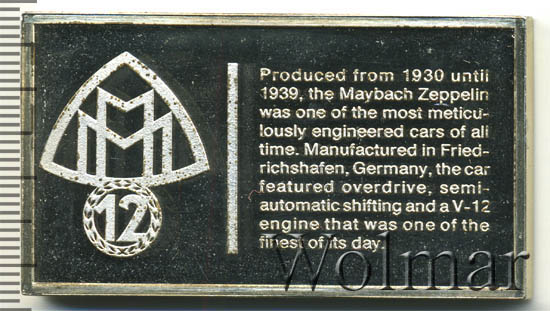 Produced from 1930 until
1939, the Maybach Zeppelin
was one of the most meticu-
lously engineered cars of all
time. Manufactured in Fried-
richshafen, Germany, the car
featured overdrive, semi-
automatic shifting and a V-12
engine that was one of the
finest of its day.
MM
12
Wolmar